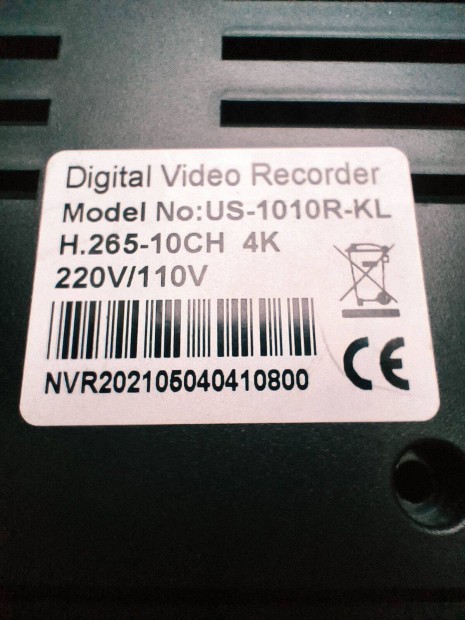 Digital Video Recorder
Model No:US-1010R-KL
H.265-10CH 4K
220V/110V
NVR202105040410800
CE